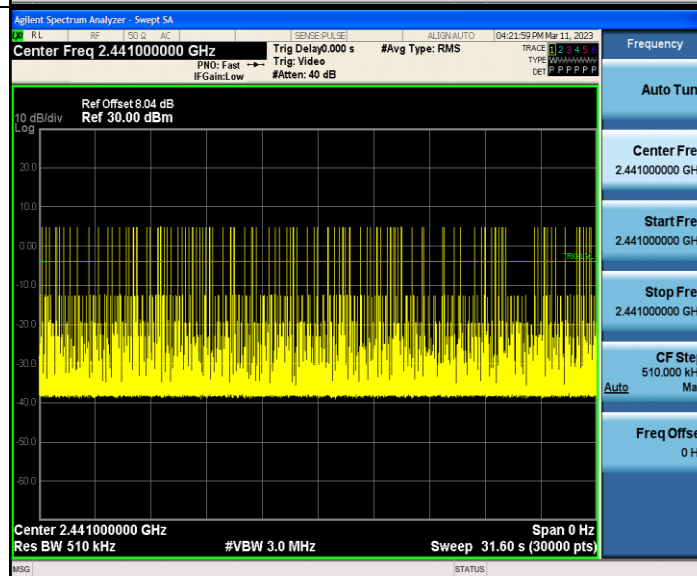 Agilent Spectrum Analyzer - Swept SA
RL RF 50 Ω AC SENSE:PULSE ALIGN AUTO 04:21:59 PM Mar 11, 2023
Center Freq 2.441000000 GHz
Trig Delay0.000 s #Avg Type: RMS
TRACE 1 2 3 4 5 6
PNO: Fast Trig: Video
TYPE W
IFGain:Low #Atten: 40 dB
DET P P P P P P
Ref Offset 8.04 dB
10 dB/div Ref 30.00 dBm
Log
20.0
10.0
0.00
-10.0
-20.0
-30.0
-40.0
-50.0
-60.0
Center 2.441000000 GHz Span 0 Hz
Res BW 510 kHz #VBW 3.0 MHz Sweep 31.60 s (30000 pts)
MSG STATUS
Frequency
Auto Tun
Center Fre
2.441000000 GH
Start Fre
2.441000000 GH
Stop Fre
2.441000000 GH
CF Ste
510.000 kH
Auto Ma
Freq Offse
0 H